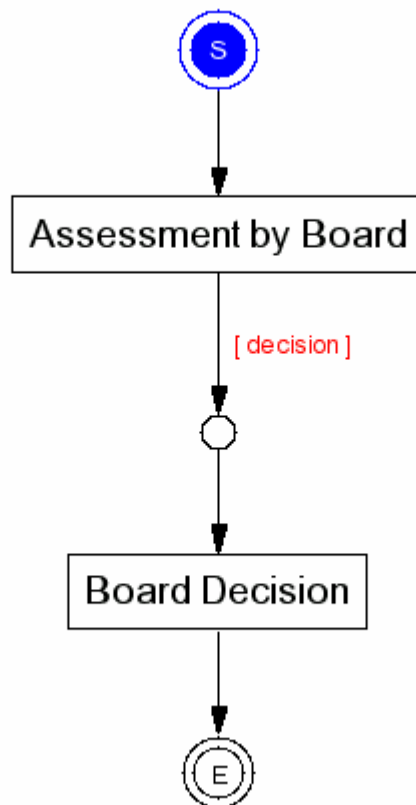 S
Assessment by Board
[ decision ]
Board Decision
E